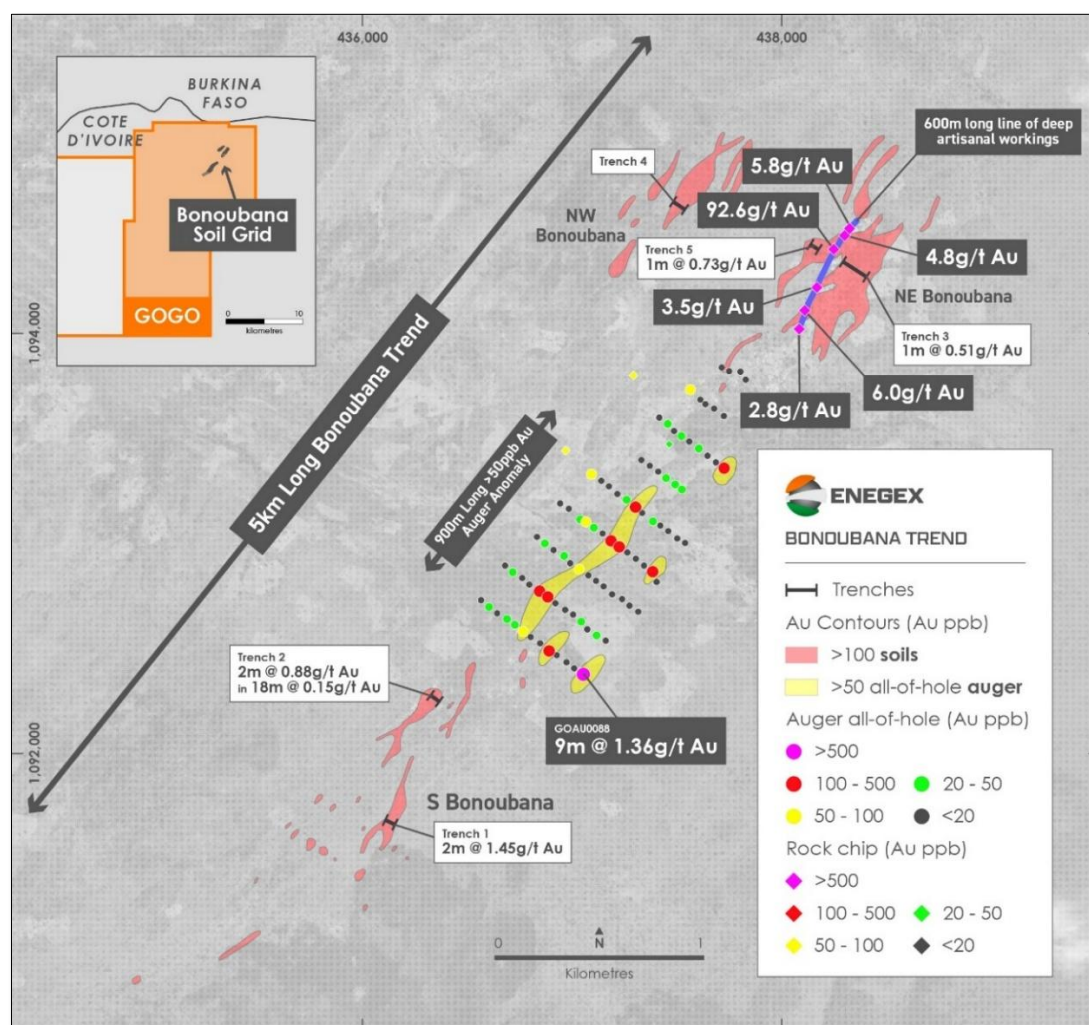 436,000
438,000
BURKINA
FASO
COTE
D'IVOIRE
Bonoubana
Soil Grid
GOGO
0
10
kilometres
1,094,000
1,092,000
5km Long Bonoubana Trend
900m Long >50ppb Au
Auger Anomaly
600m long line of deep
artisanal workings
Trench 4
5.8g/t Au
92.6g/t Au
NW
Bonoubana
Trench 5
1m @ 0.73g/t Au
4.8g/t Au
3.5g/t Au
NE Bonoubana
Trench 3
1m @ 0.51g/t Au
6.0g/t Au
2.8g/t Au
Trench 2
2m @ 0.88g/t Au
in 18m @ 0.15g/t Au
GOAU0088
9m @ 1.36g/t Au
S Bonoubana
Trench 1
2m @ 1.45g/t Au
0
N
1
Kilometres
ENEGEX
BONOUBANA TREND
Trenches
Au Contours (Au ppb)
>100 soils
>50 all-of-hole auger
Auger all-of-hole (Au ppb)
>500
100 - 500
20 - 50
50 - 100
<20
Rock chip (Au ppb)
>500
100 - 500
20 - 50
50 - 100
<20